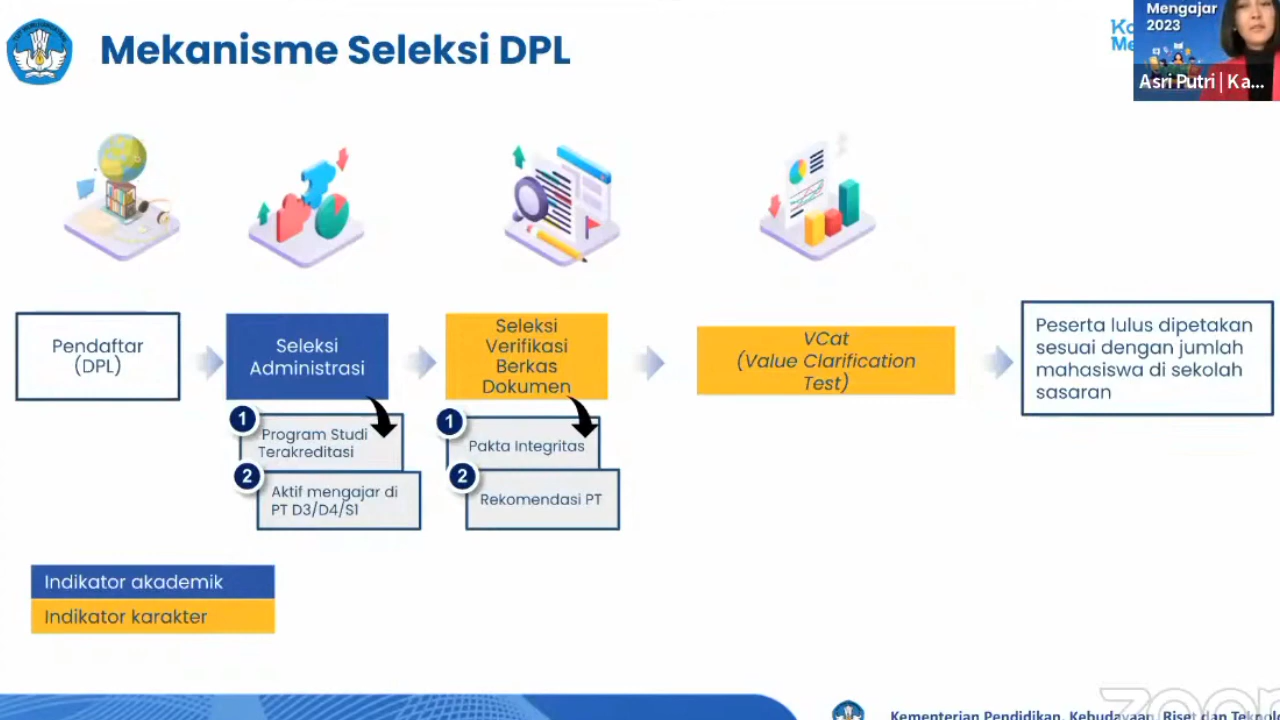 Mekanisme Seleksi DPL
Mengajar
2023
Asri Putri | Ka...
Pendaftar
(DPL)
Seleksi
Administrasi
Seleksi
Verifikasi
Berkas
Dokumen
VCat
(Value Clarification
Test)
Peserta lulus dipetakan
sesuai dengan jumlah
mahasiswa di sekolah
sasaran
1
Program Studi
Terakreditasi
2
Aktif mengajar di
PT D3/D4/S1
1
Pakta Integritas
2
Rekomendasi PT
Indikator akademik
Indikator karakter
zoom
Kementerian Pendidikan, Kebudayaan, Riset dan